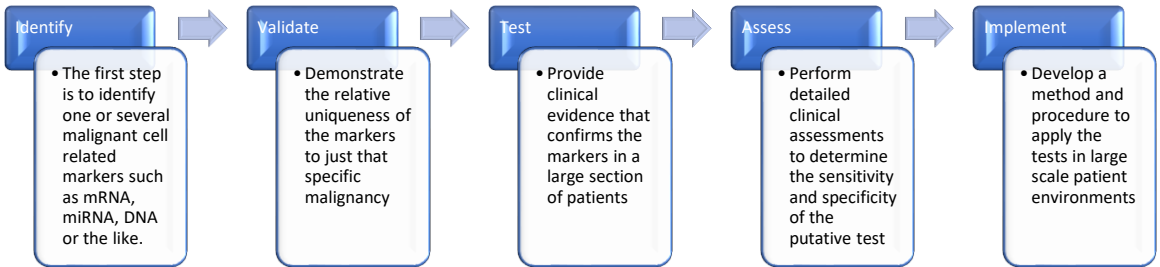 Identify
• The first step
is to identify
one or several
malignant cell
related
markers such
as mRNA,
miRNA, DNA
or the like.
Validate
• Demonstrate
the relative
uniqueness of
the markers
to just that
specific
malignancy
Test
• Provide
clinical
evidence that
confirms the
markers in a
large section
of patients
Assess
• Perform
detailed
clinical
assessments
to determine
the sensitivity
and specificity
of the
putative test
Implement
• Develop a
method and
procedure to
apply the
tests in large
scale patient
environments